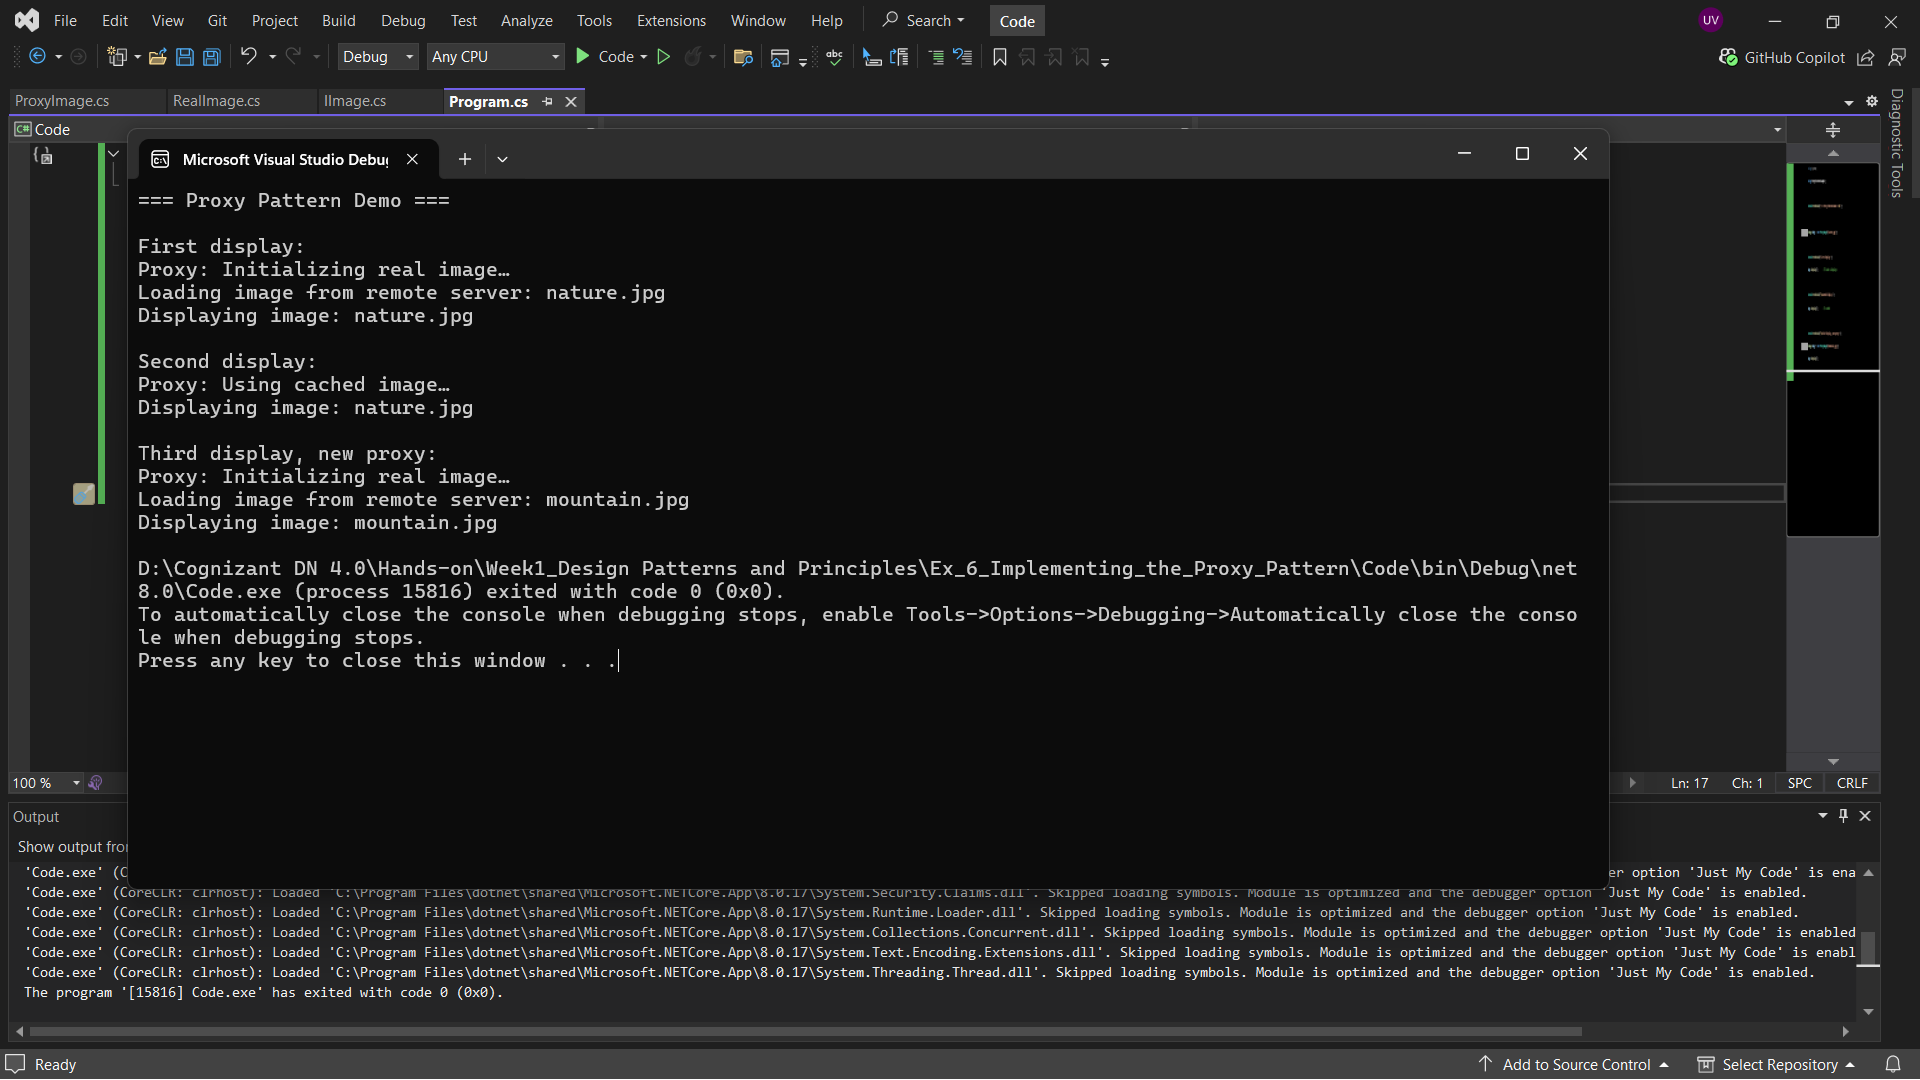 File Edit View Git Project Build Debug Test Analyze Tools Extensions Window Help Search Code UV
Debug Any CPU Code abc GitHub Copilot
ProxyImage.cs RealImage.cs IImage.cs Program.cs
C# Code
Diagnostic Tools
Microsoft Visual Studio Debu
=== Proxy Pattern Demo ===
First display:
Proxy: Initializing real image…
Loading image from remote server: nature.jpg
Displaying image: nature.jpg
Second display:
Proxy: Using cached image…
Displaying image: nature.jpg
Third display, new proxy:
Proxy: Initializing real image…
Loading image from remote server: mountain.jpg
Displaying image: mountain.jpg
D:\Cognizant DN 4.0\Hands-on\Week1_Design Patterns and Principles\Ex_6_Implementing_the_Proxy_Pattern\Code\bin\Debug\net
8.0\Code.exe (process 15816) exited with code 0 (0x0).
To automatically close the console when debugging stops, enable Tools->Options->Debugging->Automatically close the conso
le when debugging stops.
Press any key to close this window . . .
100 % Ln: 17 Ch: 1 SPC CRLF
Output
Show output fro
'Code.exe' (C er option 'Just My Code' is ena
'Code.exe' (CoreCLR: clrhost): Loaded 'C:\Program Files\dotnet\shared\Microsoft.NETCore.App\8.0.17\System.Security.Claims.dll'. Skipped loading symbols. Module is optimized and the debugger option 'Just My Code' is enabled.
'Code.exe' (CoreCLR: clrhost): Loaded 'C:\Program Files\dotnet\shared\Microsoft.NETCore.App\8.0.17\System.Runtime.Loader.dll'. Skipped loading symbols. Module is optimized and the debugger option 'Just My Code' is enabled.
'Code.exe' (CoreCLR: clrhost): Loaded 'C:\Program Files\dotnet\shared\Microsoft.NETCore.App\8.0.17\System.Collections.Concurrent.dll'. Skipped loading symbols. Module is optimized and the debugger option 'Just My Code' is enabled
'Code.exe' (CoreCLR: clrhost): Loaded 'C:\Program Files\dotnet\shared\Microsoft.NETCore.App\8.0.17\System.Text.Encoding.Extensions.dll'. Skipped loading symbols. Module is optimized and the debugger option 'Just My Code' is enabl
'Code.exe' (CoreCLR: clrhost): Loaded 'C:\Program Files\dotnet\shared\Microsoft.NETCore.App\8.0.17\System.Threading.Thread.dll'. Skipped loading symbols. Module is optimized and the debugger option 'Just My Code' is enabled.
The program '[15816] Code.exe' has exited with code 0 (0x0).
Ready Add to Source Control Select Repository